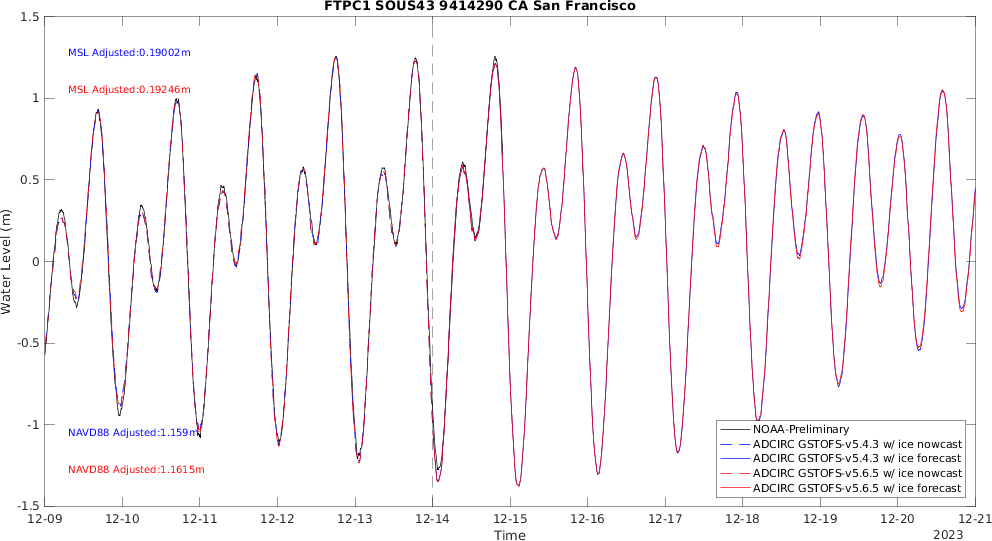 FTPC1 SOUS43 9414290 CA San Francisco
1.5
1
0.5
0
-0.5
-1
-1.5
Water Level (m)
MSL Adjusted:0.19002m
MSL Adjusted:0.19246m
NAVD88 Adjusted:1.159m
NAVD88 Adjusted:1.1615m
NOAA-Preliminary
ADCIRC GSTOFS-v5.4.3 w/ ice nowcast
ADCIRC GSTOFS-v5.4.3 w/ ice forecast
ADCIRC GSTOFS-v5.6.5 w/ ice nowcast
ADCIRC GSTOFS-v5.6.5 w/ ice forecast
12-09 12-10 12-11 12-12 12-13 12-14 12-15 12-16 12-17 12-18 12-19 12-20 12-21
Time
2023